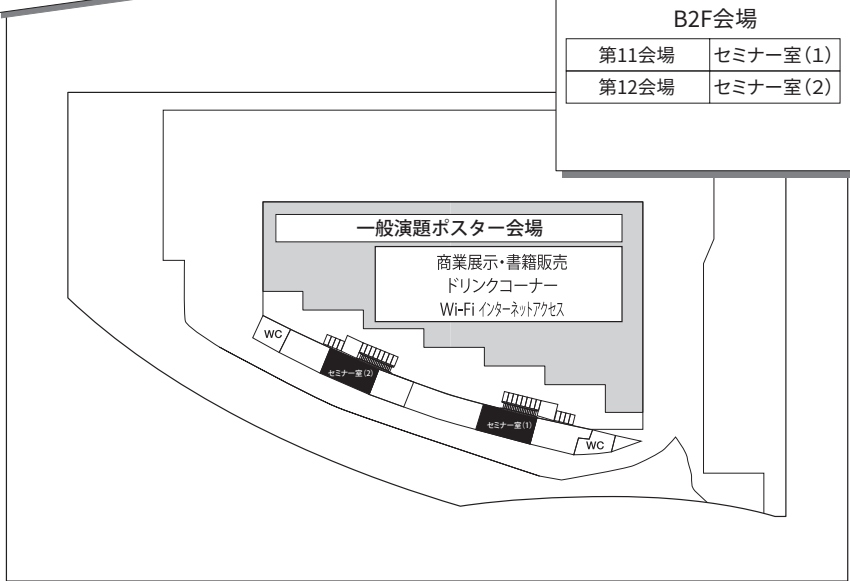 B2F会場
第11会場 セミナー室(1)
第12会場 セミナー室(2)
一般演題ポスター会場
商業展示・書籍販売
ドリンクコーナー
Wi-Fi インターネットアクセス
WC
セミナー室(2)
セミナー室(1)
WC